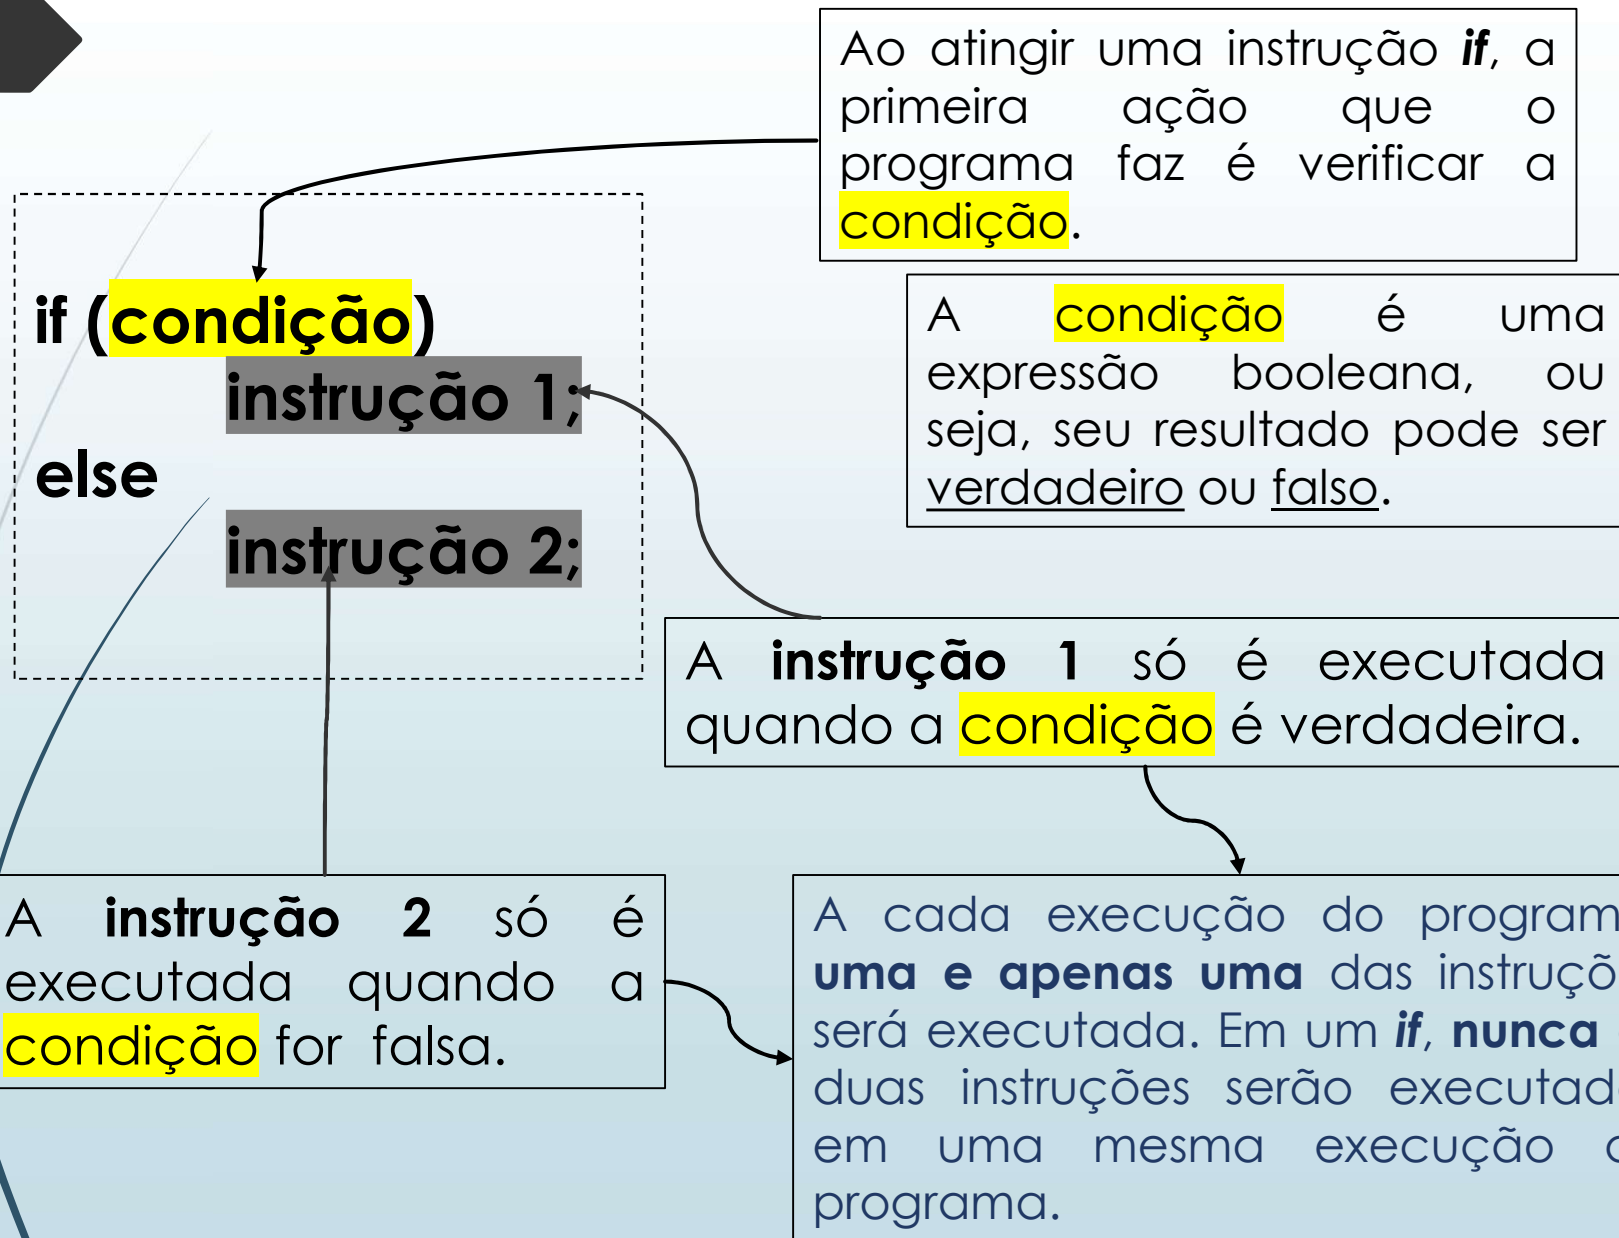 Ao atingir uma instrução if, a
primeira ação que o
programa faz é verificar a
condição.
if (condição)
instrução 1;
else
instrução 2;
A condição é uma
expressão booleana, ou
seja, seu resultado pode ser
verdadeiro ou falso.
A instrução 1 só é executada
quando a condição é verdadeira.
A instrução 2 só é
executada quando a
condição for falsa.
A cada execução do program
uma e apenas uma das instruçõ
será executada. Em um if, nunca
duas instruções serão executad
em uma mesma execução
programa.